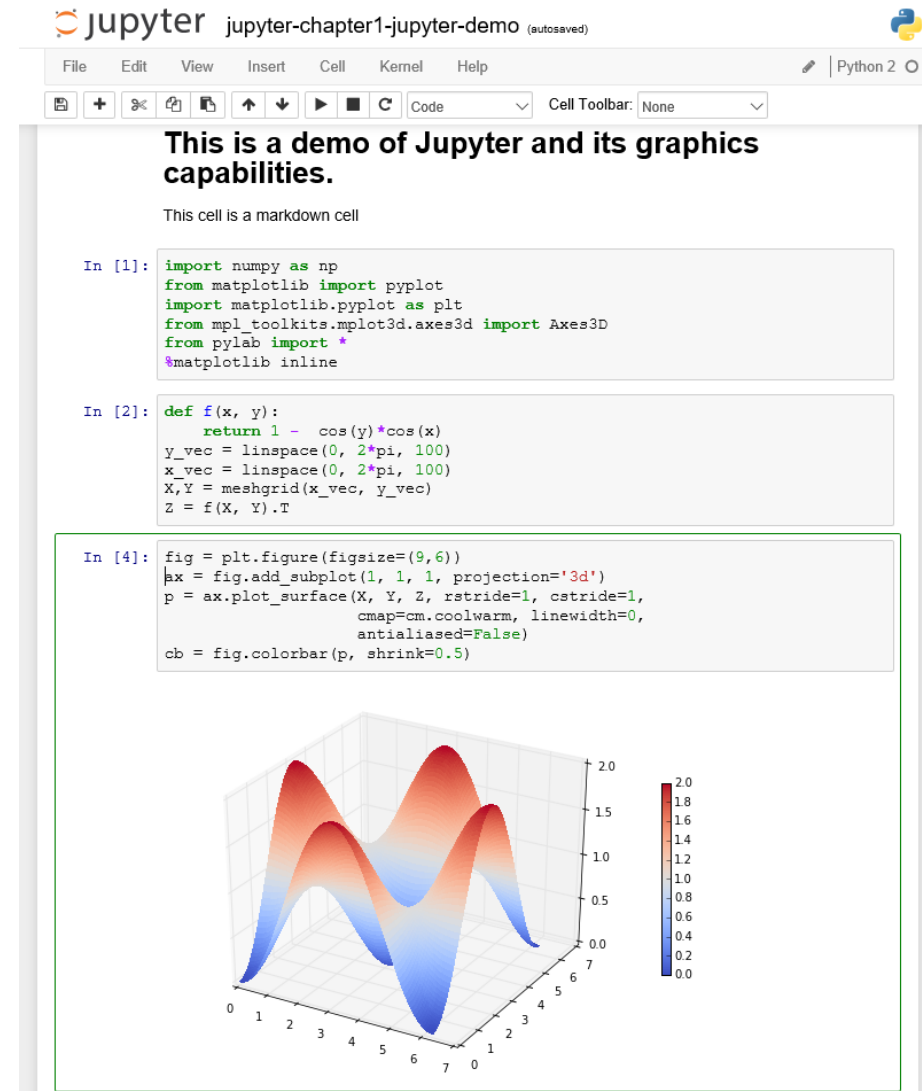 jupyter jupyter-chapter1-jupyter-demo (autosaved)
File Edit View Insert Cell Kernel Help Python 2
Code Cell Toolbar: None
This is a demo of Jupyter and its graphics
capabilities.
This cell is a markdown cell
In [1]: import numpy as np
from matplotlib import pyplot
import matplotlib.pyplot as plt
from mpl_toolkits.mplot3d.axes3d import Axes3D
from pylab import *
%matplotlib inline
In [2]: def f(x, y):
    return 1 -  cos(y)*cos(x)
y_vec = linspace(0, 2*pi, 100)
x_vec = linspace(0, 2*pi, 100)
X,Y = meshgrid(x_vec, y_vec)
Z = f(X, Y).T
In [4]: fig = plt.figure(figsize=(9,6))
ax = fig.add_subplot(1, 1, 1, projection='3d')
p = ax.plot_surface(X, Y, Z, rstride=1, cstride=1,
                    cmap=cm.coolwarm, linewidth=0,
                    antialiased=False)
cb = fig.colorbar(p, shrink=0.5)
2.0
1.5
1.0
0.5
0.0
0 1 2 3 4 5 6 7
0 1 2 3 4 5 6 7
2.0
1.8
1.6
1.4
1.2
1.0
0.8
0.6
0.4
0.2
0.0